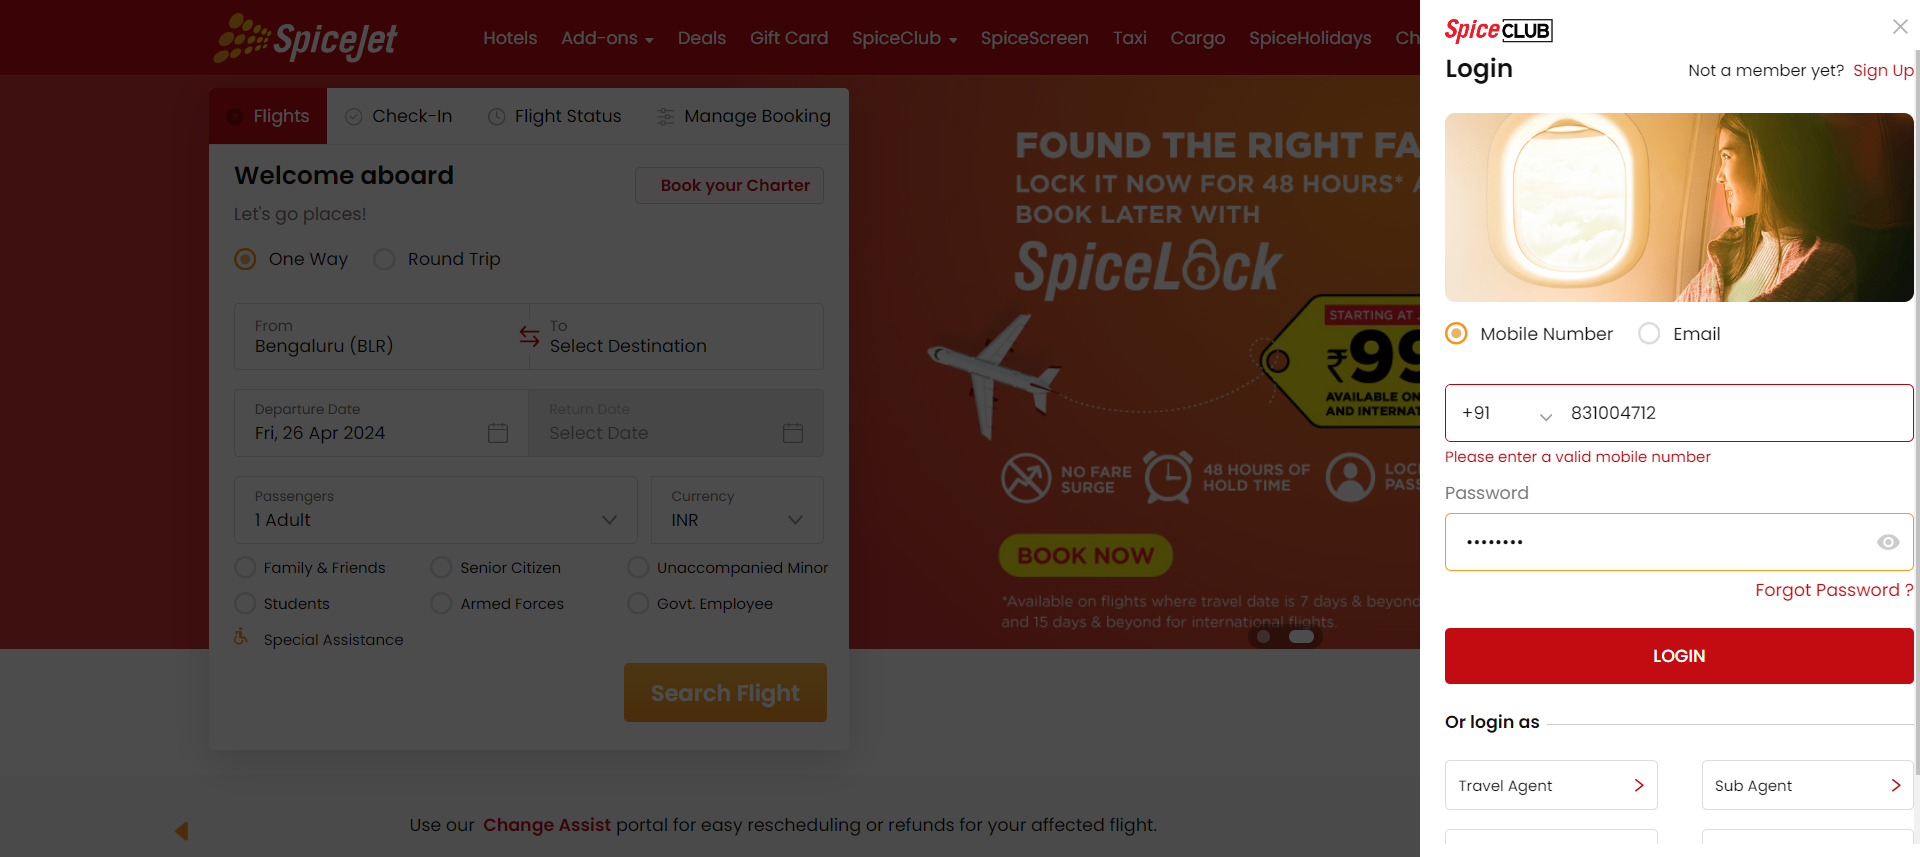 SpiceJet
Hotels Add-ons Deals Gift Card SpiceClub SpiceScreen Taxi Cargo SpiceHolidays Ch
Flights Check-In Flight Status Manage Booking
Welcome aboard
Book your Charter
Let's go places!
One Way Round Trip
From
Bengaluru (BLR)
To
Select Destination
Departure Date
Fri, 26 Apr 2024
Return Date
Select Date
Passengers
1 Adult
Currency
INR
Family & Friends Senior Citizen Unaccompanied Minor
Students Armed Forces Govt. Employee
Special Assistance
Search Flight
FOUND THE RIGHT FA
LOCK IT NOW FOR 48 HOURS* A
BOOK LATER WITH
SpiceLock
STARTING AT
₹99
AVAILABLE ON
AND INTERNAT
NO FARE
SURGE
48 HOURS OF
HOLD TIME
LOC
PAS
BOOK NOW
*Available on flights where travel date is 7 days & beyond
and 15 days & beyond for international flights.
Use our Change Assist portal for easy rescheduling or refunds for your affected flight.
SpiceCLUB
Login
Not a member yet? Sign Up
Mobile Number Email
+91 831004712
Please enter a valid mobile number
Password
••••••••
Forgot Password ?
LOGIN
Or login as
Travel Agent Sub Agent